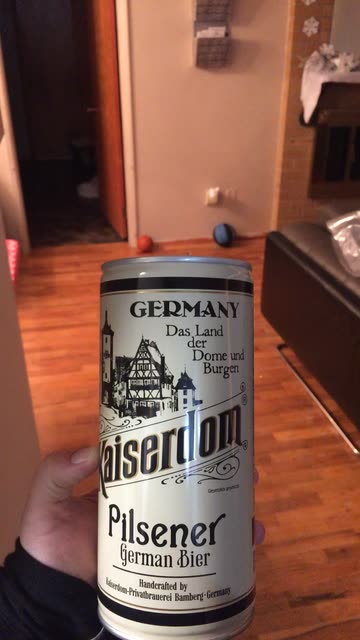 GERMANY
Das Land
der
Dome und
Burgen
Kaiserdom
Pilsener
German Bier
Handcrafted by
Kaiserdom-Privatbrauerei Bamberg-Germany